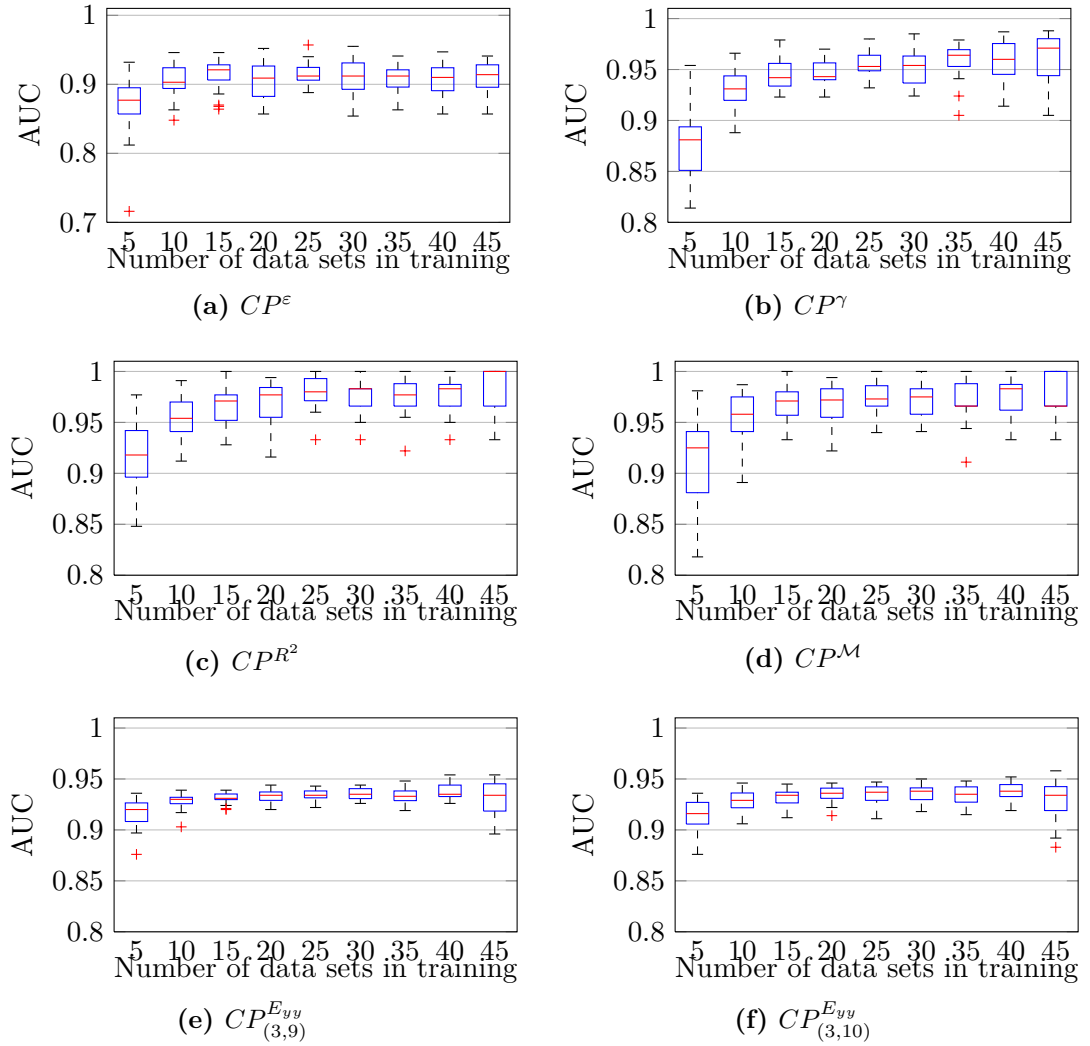 1
0.9
0.8
0.7
AUC
5 10 15 20 25 30 35 40 45
Number of data sets in training
(a) CP^ε
1
0.95
0.9
0.85
0.8
AUC
5 10 15 20 25 30 35 40 45
Number of data sets in training
(b) CP^γ
1
0.95
0.9
0.85
0.8
AUC
5 10 15 20 25 30 35 40 45
Number of data sets in training
(c) CP^{R^2}
1
0.95
0.9
0.85
0.8
AUC
5 10 15 20 25 30 35 40 45
Number of data sets in training
(d) CP^ℳ
1
0.95
0.9
0.85
0.8
AUC
5 10 15 20 25 30 35 40 45
Number of data sets in training
(e) CP^{E_{yy}}_{(3,9)}
1
0.95
0.9
0.85
0.8
AUC
5 10 15 20 25 30 35 40 45
Number of data sets in training
(f) CP^{E_{yy}}_{(3,10)}